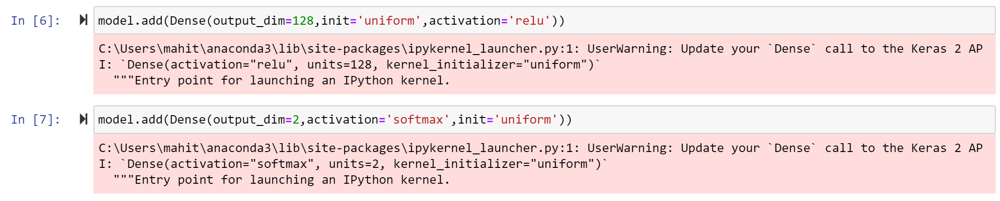 In [6]: model.add(Dense(output_dim=128,init='uniform',activation='relu'))
C:\Users\mahit\anaconda3\lib\site-packages\ipykernel_launcher.py:1: UserWarning: Update your `Dense` call to the Keras 2 AP
I: `Dense(activation="relu", units=128, kernel_initializer="uniform")`
"""Entry point for launching an IPython kernel.
In [7]: model.add(Dense(output_dim=2,activation='softmax',init='uniform'))
C:\Users\mahit\anaconda3\lib\site-packages\ipykernel_launcher.py:1: UserWarning: Update your `Dense` call to the Keras 2 AP
I: `Dense(activation="softmax", units=2, kernel_initializer="uniform")`
"""Entry point for launching an IPython kernel.